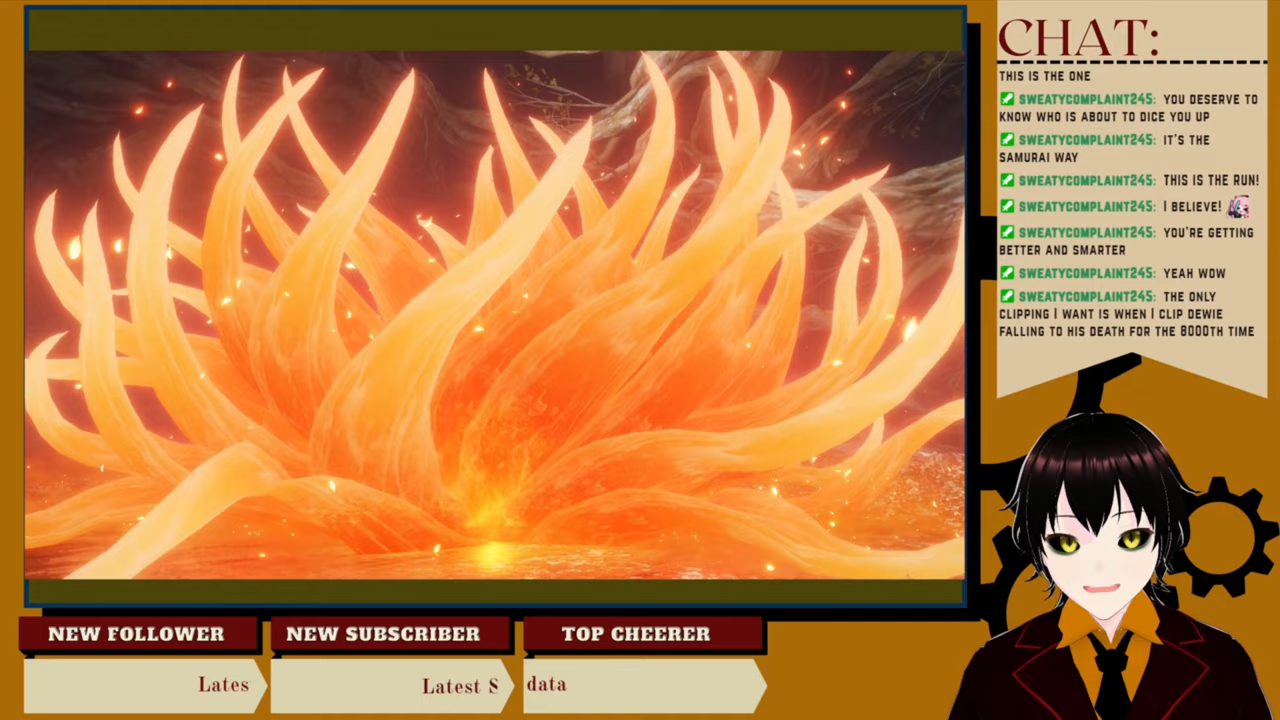 CHAT:
THIS IS THE ONE
SWEATYCOMPLAINT245: YOU DESERVE TO
KNOW WHO IS ABOUT TO DICE YOU UP
SWEATYCOMPLAINT245: IT'S THE
SAMURAI WAY
SWEATYCOMPLAINT245: THIS IS THE RUN!
SWEATYCOMPLAINT245: I BELIEVE!
SWEATYCOMPLAINT245: YOU'RE GETTING
BETTER AND SMARTER
SWEATYCOMPLAINT245: YEAH WOW
SWEATYCOMPLAINT245: THE ONLY
CLIPPING I WANT IS WHEN I CLIP DEWIE
FALLING TO HIS DEATH FOR THE 8000TH TIME
NEW FOLLOWER
NEW SUBSCRIBER
TOP CHEERER
Lates
Latest S
data